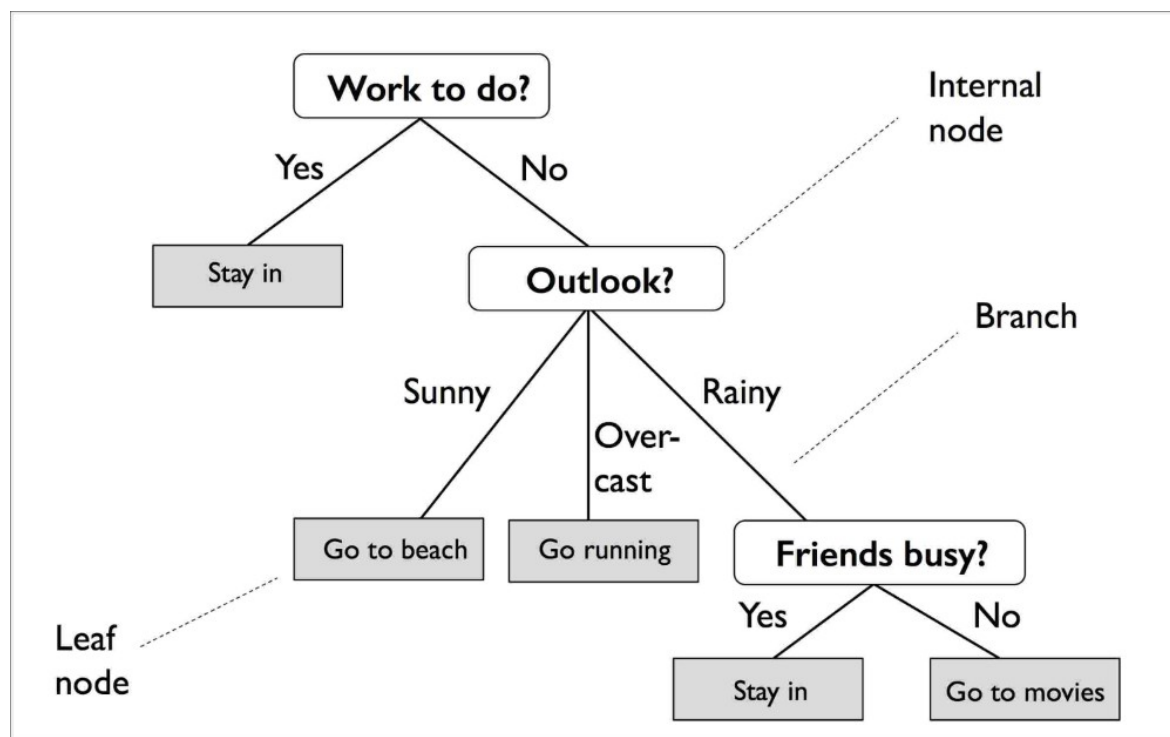 Work to do?
Internal
node
Yes
No
Stay in
Outlook?
Branch
Sunny
Rainy
Over-
cast
Go to beach
Go running
Friends busy?
Yes
No
Leaf
node
Stay in
Go to movies